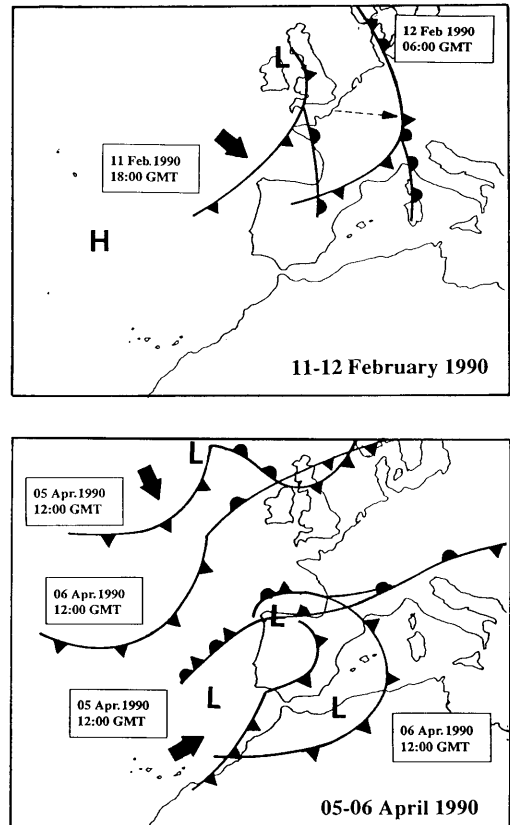 12 Feb 1990
06:00 GMT
L
11 Feb.1990
18:00 GMT
H
11-12 February 1990
L
05 Apr.1990
12:00 GMT
06 Apr.1990
12:00 GMT
L
05 Apr.1990
12:00 GMT
L
L
06 Apr.1990
12:00 GMT
05-06 April 1990